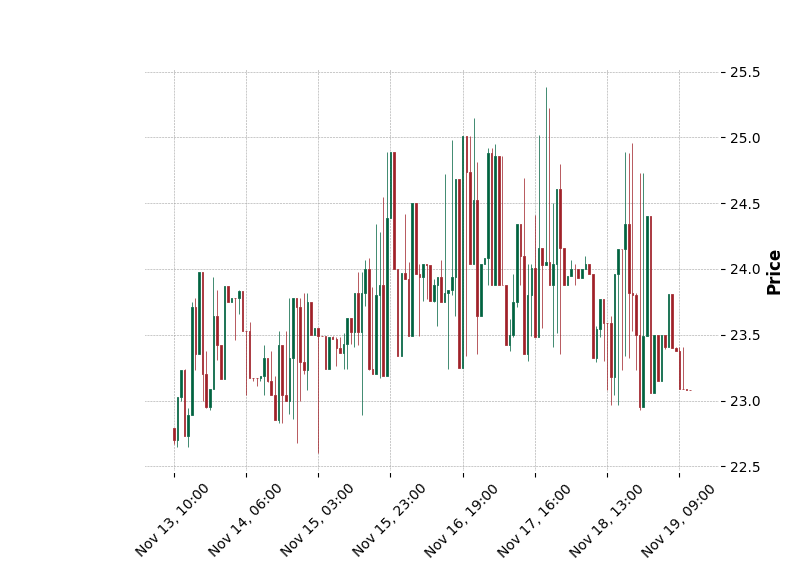 25.5
25.0
24.5
24.0
23.5
23.0
22.5
Price
Nov 13, 10:00
Nov 14, 06:00
Nov 15, 03:00
Nov 15, 23:00
Nov 16, 19:00
Nov 17, 16:00
Nov 18, 13:00
Nov 19, 09:00